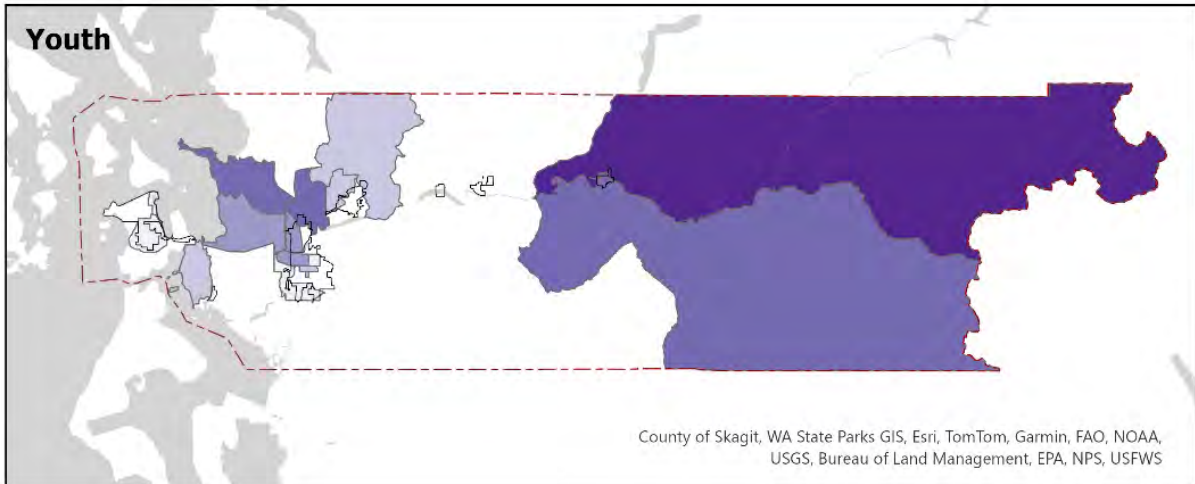 Youth
County of Skagit, WA State Parks GIS, Esri, TomTom, Garmin, FAO, NOAA,
USGS, Bureau of Land Management, EPA, NPS, USFWS